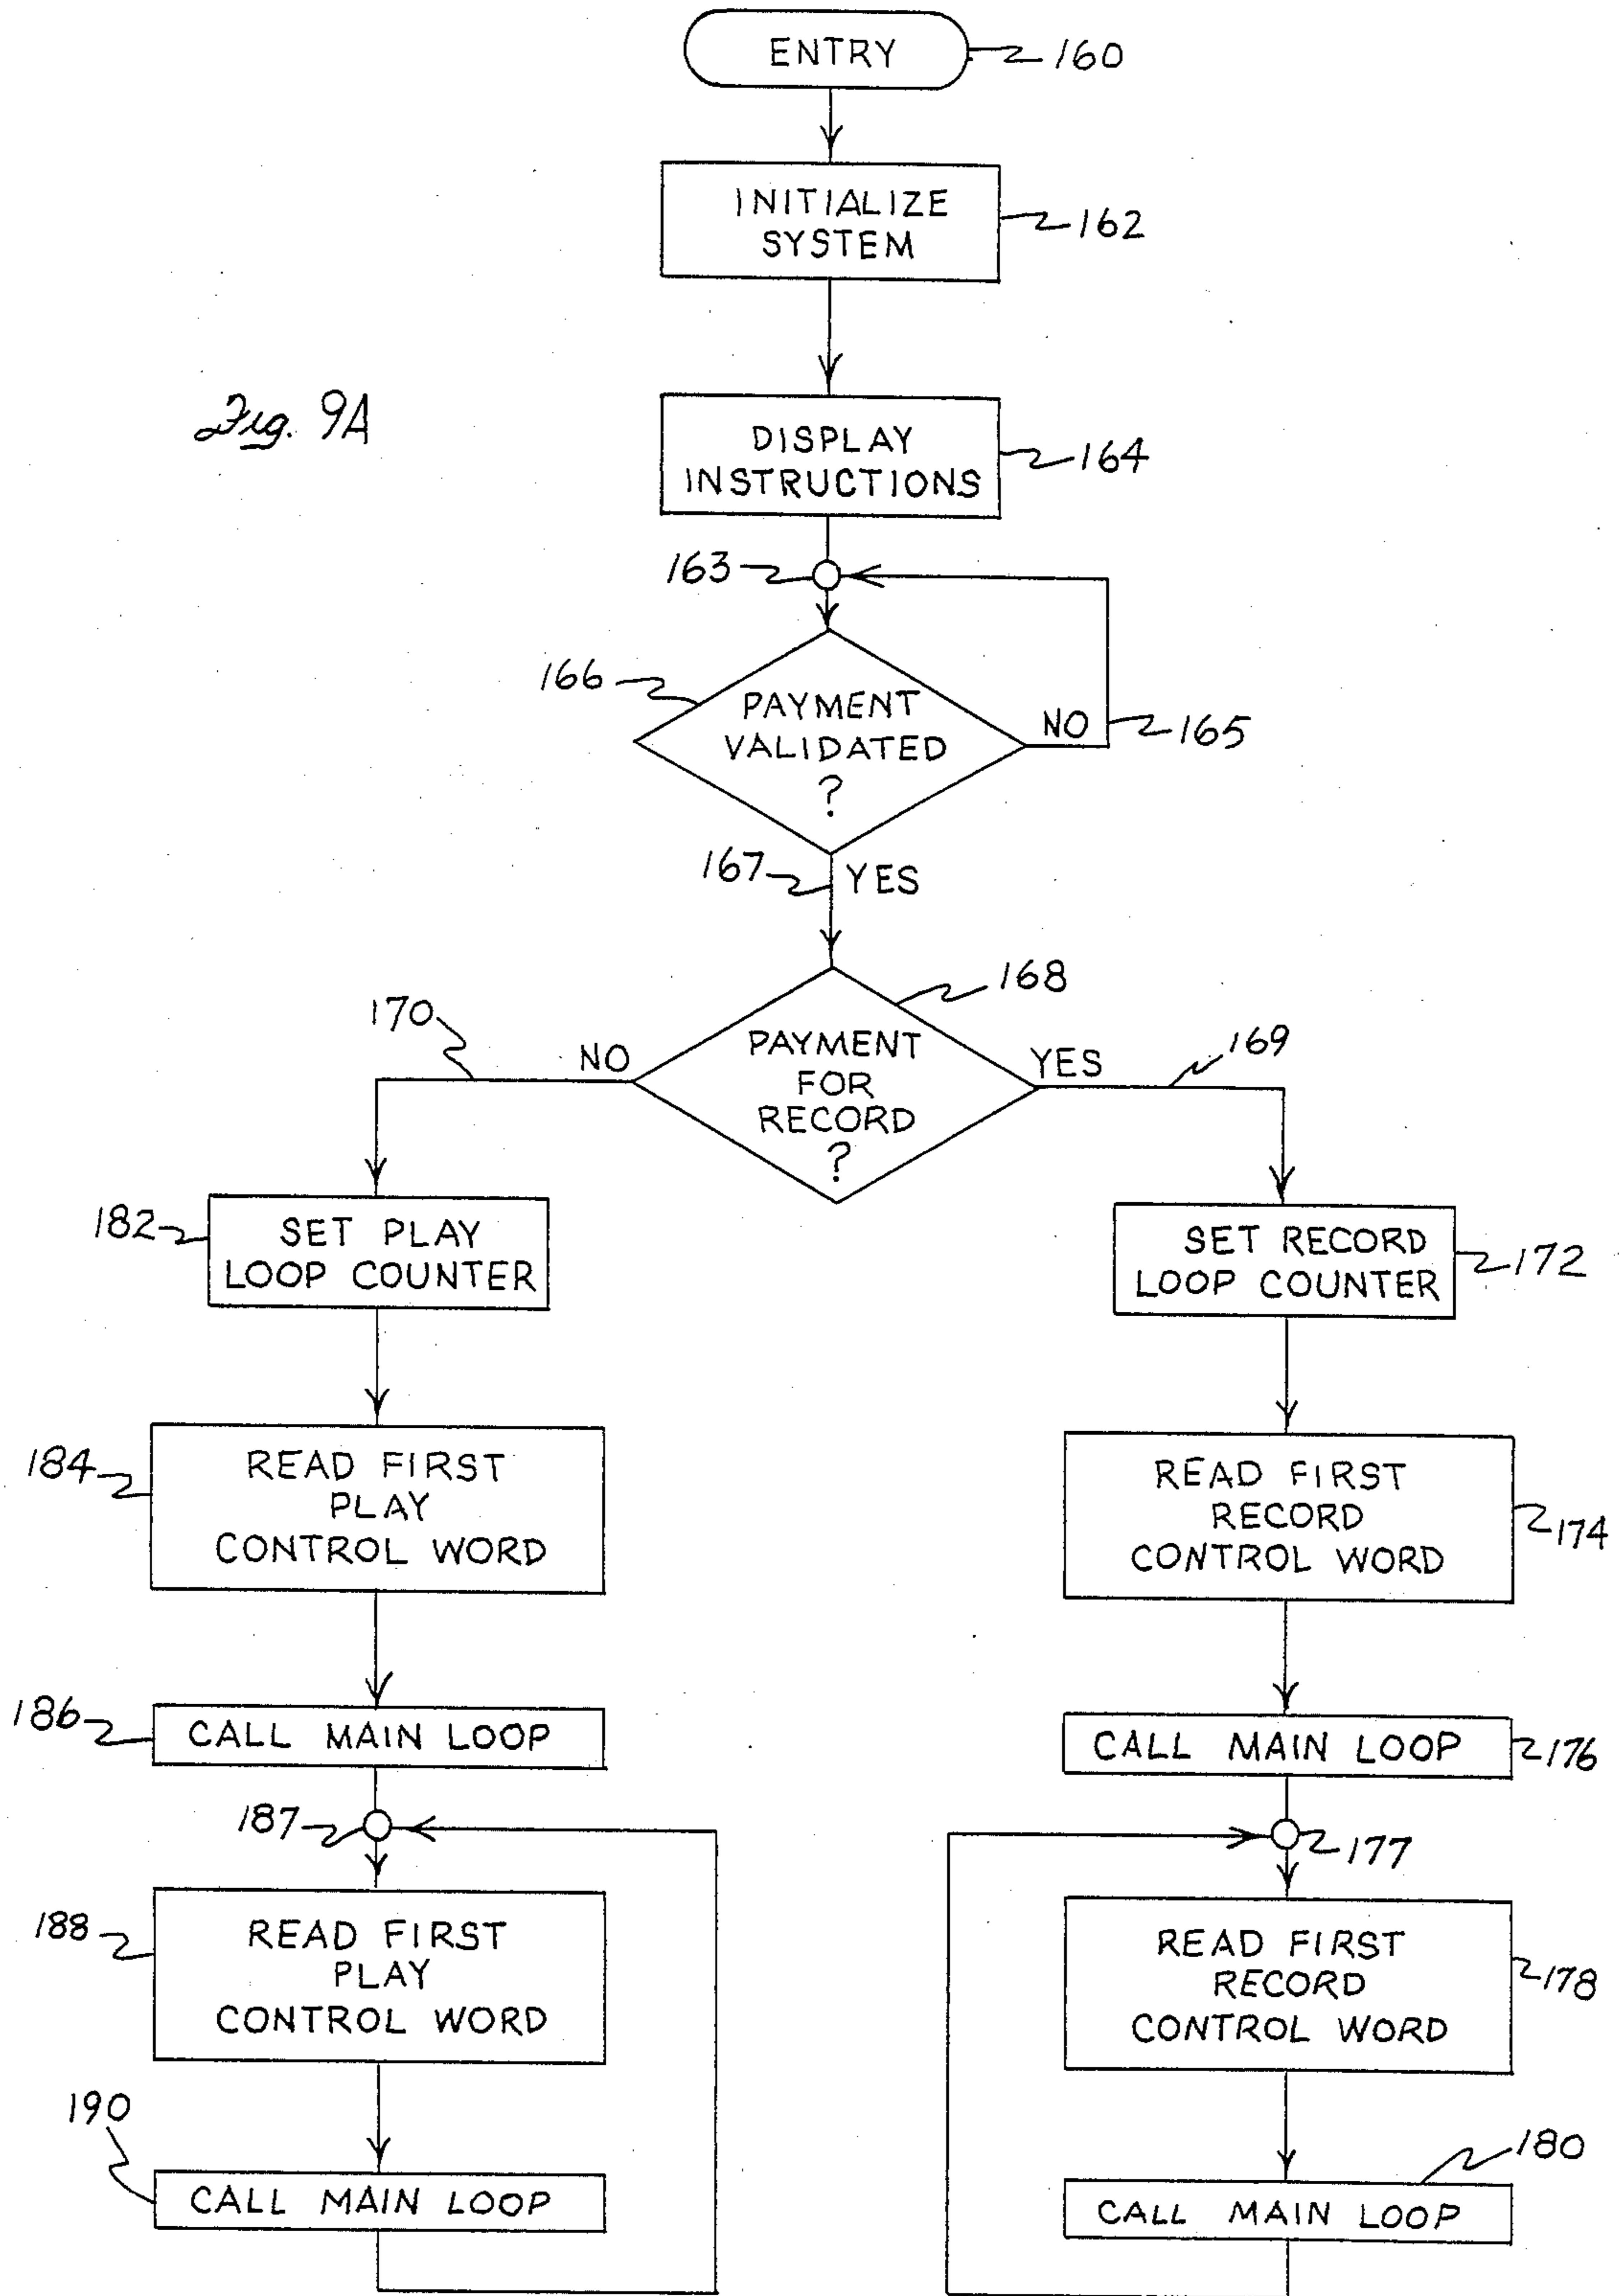 ENTRY
160
INITIALIZE
SYSTEM
162
Fig. 9A
DISPLAY
INSTRUCTIONS
164
163
166
PAYMENT
VALIDATED
?
NO
165
167
YES
168
170
NO
PAYMENT
FOR
RECORD
?
YES
169
182
SET PLAY
LOOP COUNTER
SET RECORD
LOOP COUNTER
172
184
READ FIRST
PLAY
CONTROL WORD
READ FIRST
RECORD
CONTROL WORD
174
186
CALL MAIN LOOP
CALL MAIN LOOP
176
187
177
188
READ FIRST
PLAY
CONTROL WORD
READ FIRST
RECORD
CONTROL WORD
178
190
CALL MAIN LOOP
180
CALL MAIN LOOP